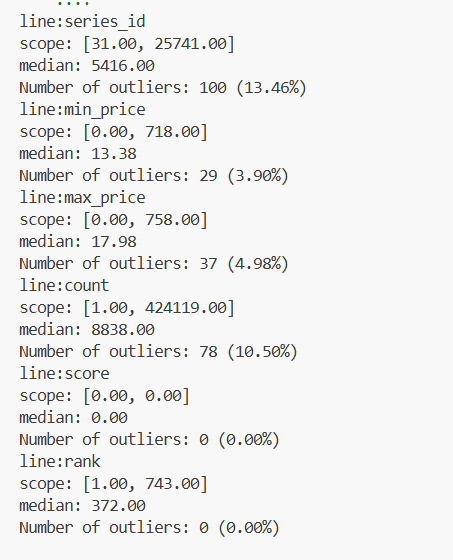 ....
line:series_id
scope: [31.00, 25741.00]
median: 5416.00
Number of outliers: 100 (13.46%)
line:min_price
scope: [0.00, 718.00]
median: 13.38
Number of outliers: 29 (3.90%)
line:max_price
scope: [0.00, 758.00]
median: 17.98
Number of outliers: 37 (4.98%)
line:count
scope: [1.00, 424119.00]
median: 8838.00
Number of outliers: 78 (10.50%)
line:score
scope: [0.00, 0.00]
median: 0.00
Number of outliers: 0 (0.00%)
line:rank
scope: [1.00, 743.00]
median: 372.00
Number of outliers: 0 (0.00%)